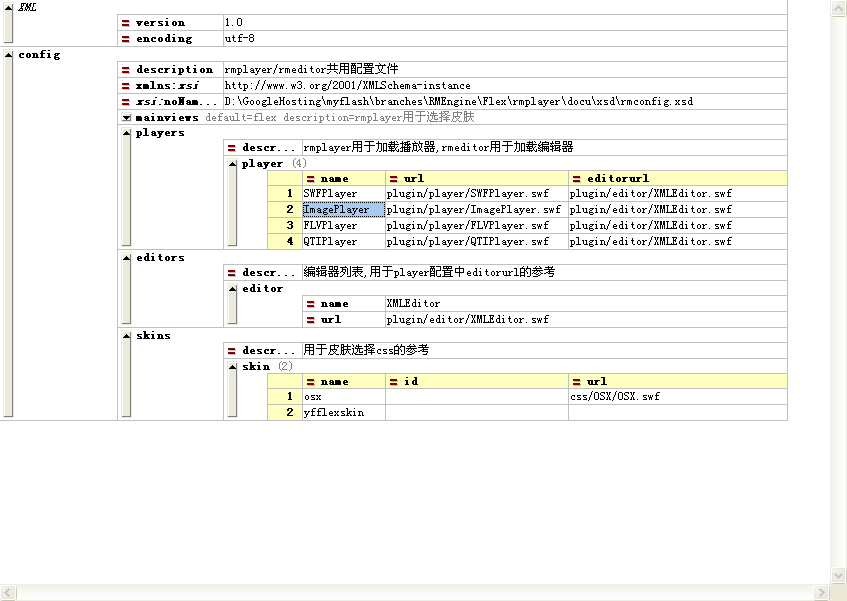 XML
= version 1.0
= encoding utf-8
config
= description rmplayer/rmeditor共用配置文件
= xmlns:xsi http://www.w3.org/2001/XMLSchema-instance
= xsi:noNam... D:\GoogleHosting\myflash\branches\RMEngine\Flex\rmplayer\docu\xsd\rmconfig.xsd
mainviews default=flex description=rmplayer用于选择皮肤
players
= descr... rmplayer用于加载播放器,rmeditor用于加载编辑器
player (4)
= name = url = editorurl
1 SWFPlayer plugin/player/SWFPlayer.swf plugin/editor/XMLEditor.swf
2 ImagePlayer plugin/player/ImagePlayer.swf plugin/editor/XMLEditor.swf
3 FLVPlayer plugin/player/FLVPlayer.swf plugin/editor/XMLEditor.swf
4 QTIPlayer plugin/player/QTIPlayer.swf plugin/editor/XMLEditor.swf
editors
= descr... 编辑器列表,用于player配置中editorurl的参考
editor
= name XMLEditor
= url plugin/editor/XMLEditor.swf
skins
= descr... 用于皮肤选择css的参考
skin (2)
= name = id = url
1 osx css/OSX/OSX.swf
2 yfflexskin